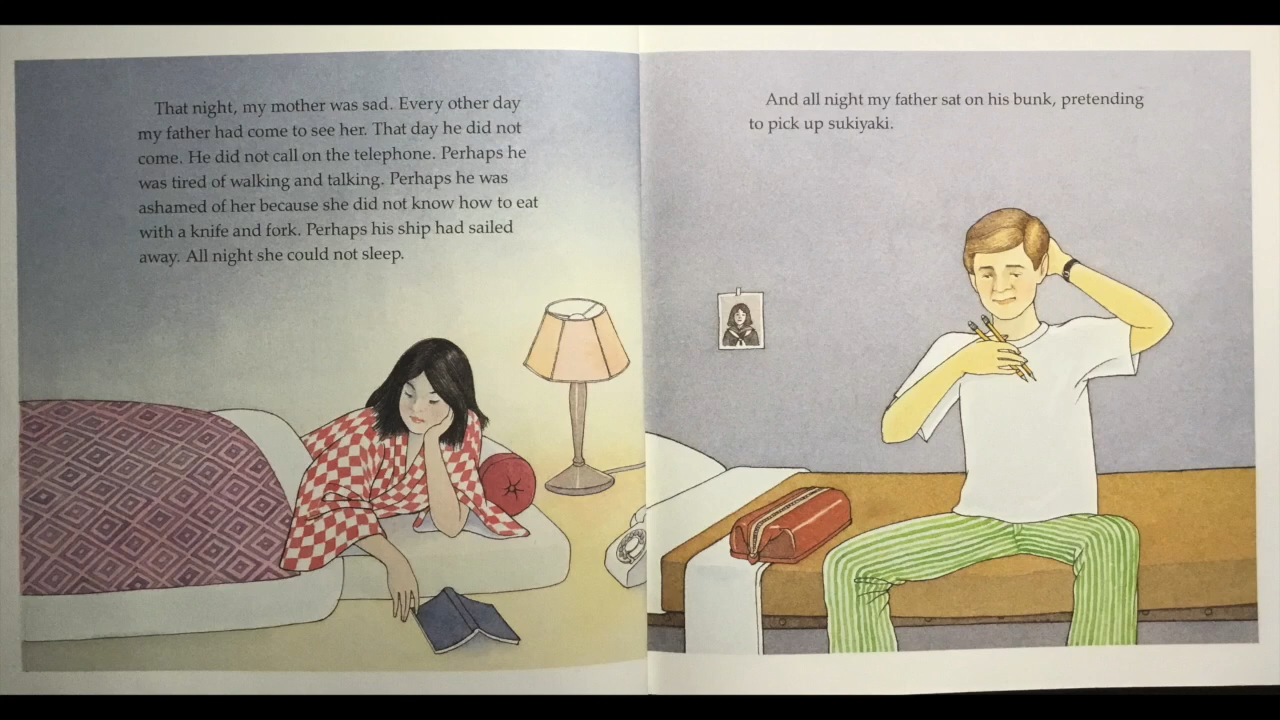 That night, my mother was sad. Every other day
my father had come to see her. That day he did not
come. He did not call on the telephone. Perhaps he
was tired of walking and talking. Perhaps he was
ashamed of her because she did not know how to eat
with a knife and fork. Perhaps his ship had sailed
away. All night she could not sleep.
And all night my father sat on his bunk, pretending
to pick up sukiyaki.